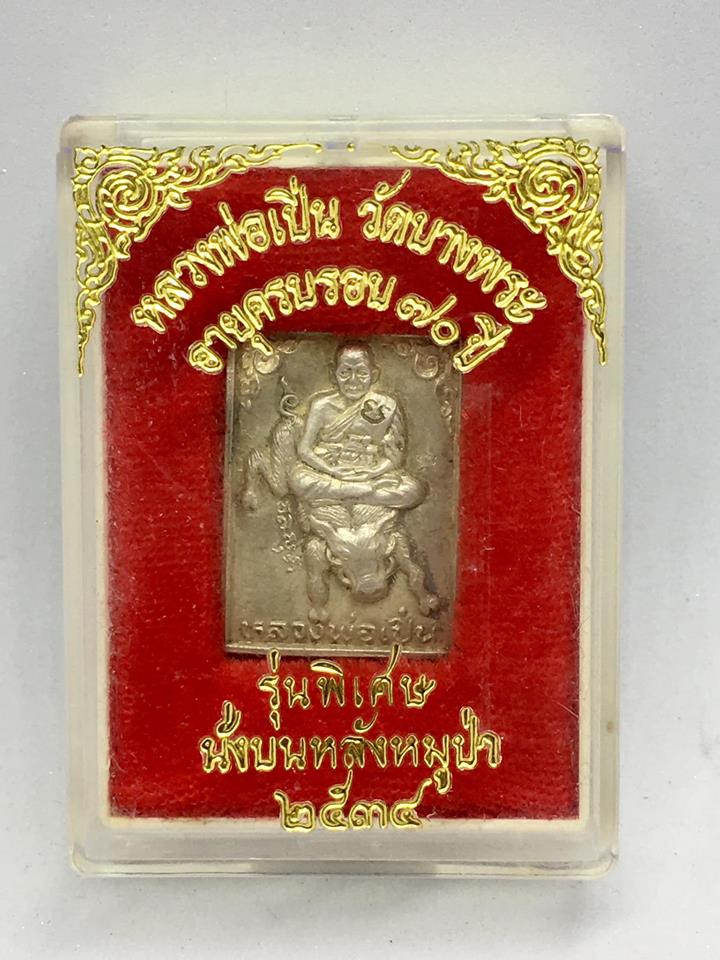 หลวงพ่อเปิ่น วัดบางพระ
อายุครบรอบ ๗๐ ปี
หลวงพ่อเปิ่น
รุ่นพิเศษ
นั่งบนหลังหมูป่า
๒๕๓๔